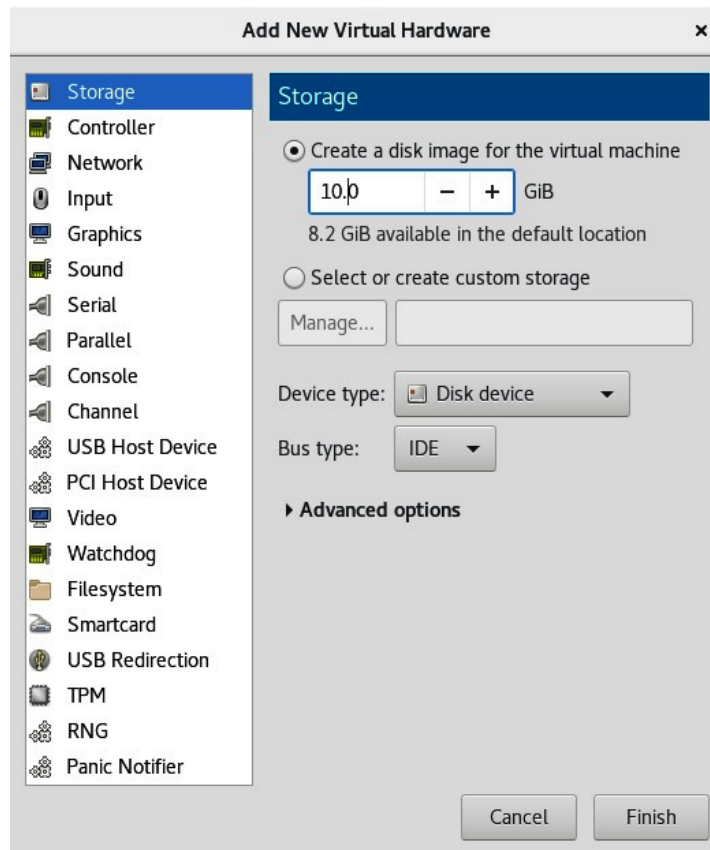 Add New Virtual Hardware
×
Storage
Controller
Network
Input
Graphics
Sound
Serial
Parallel
Console
Channel
USB Host Device
PCI Host Device
Video
Watchdog
Filesystem
Smartcard
USB Redirection
TPM
RNG
Panic Notifier
Storage
Create a disk image for the virtual machine
10.0 − + GiB
8.2 GiB available in the default location
Select or create custom storage
Manage...
Device type: Disk device
Bus type: IDE
Advanced options
Cancel Finish